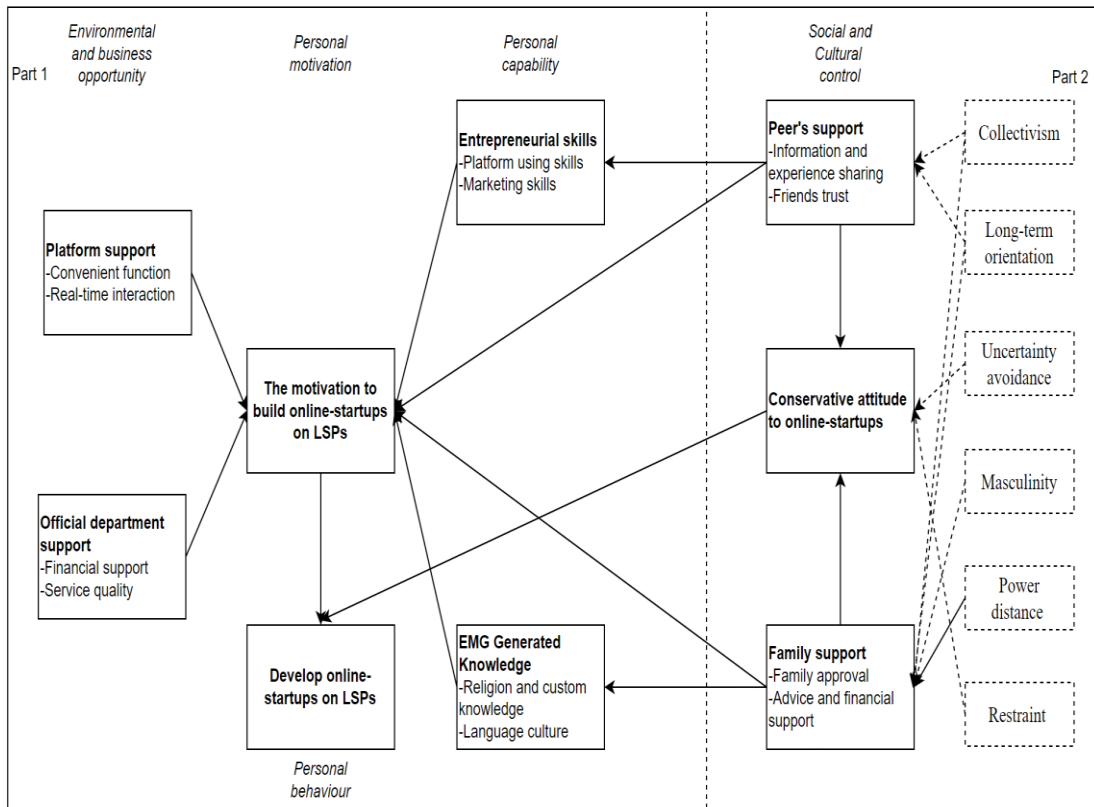 Environmental
and business
opportunity
Personal
motivation
Personal
capability
Social and
Cultural
control
Part 1
Part 2
Entrepreneurial skills
-Platform using skills
-Marketing skills
Peer's support
-Information and
experience sharing
-Friends trust
Collectivism
Platform support
-Convenient function
-Real-time interaction
Long-term
orientation
The motivation to
build online-startups
on LSPs
Conservative attitude
to online-startups
Uncertainty
avoidance
Masculinity
Official department
support
-Financial support
-Service quality
Power
distance
Develop online-
startups on LSPs
EMG Generated
Knowledge
-Religion and custom
knowledge
-Language culture
Family support
-Family approval
-Advice and financial
support
Restraint
Personal
behaviour